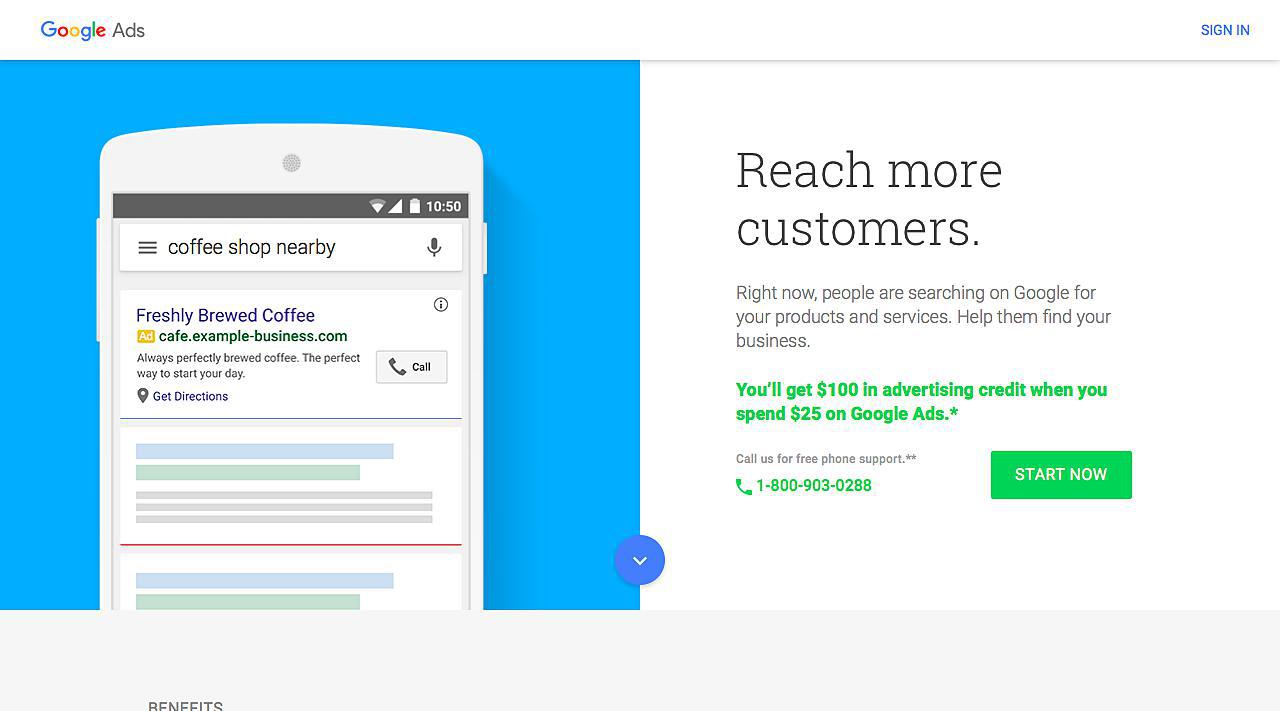 Google Ads
SIGN IN
10:50
coffee shop nearby
Freshly Brewed Coffee
Ad cafe.example-business.com
Always perfectly brewed coffee. The perfect
way to start your day.
Call
Get Directions
Reach more
customers.
Right now, people are searching on Google for
your products and services. Help them find your
business.
You’ll get $100 in advertising credit when you
spend $25 on Google Ads.*
Call us for free phone support.**
1-800-903-0288
START NOW
BENEFITS